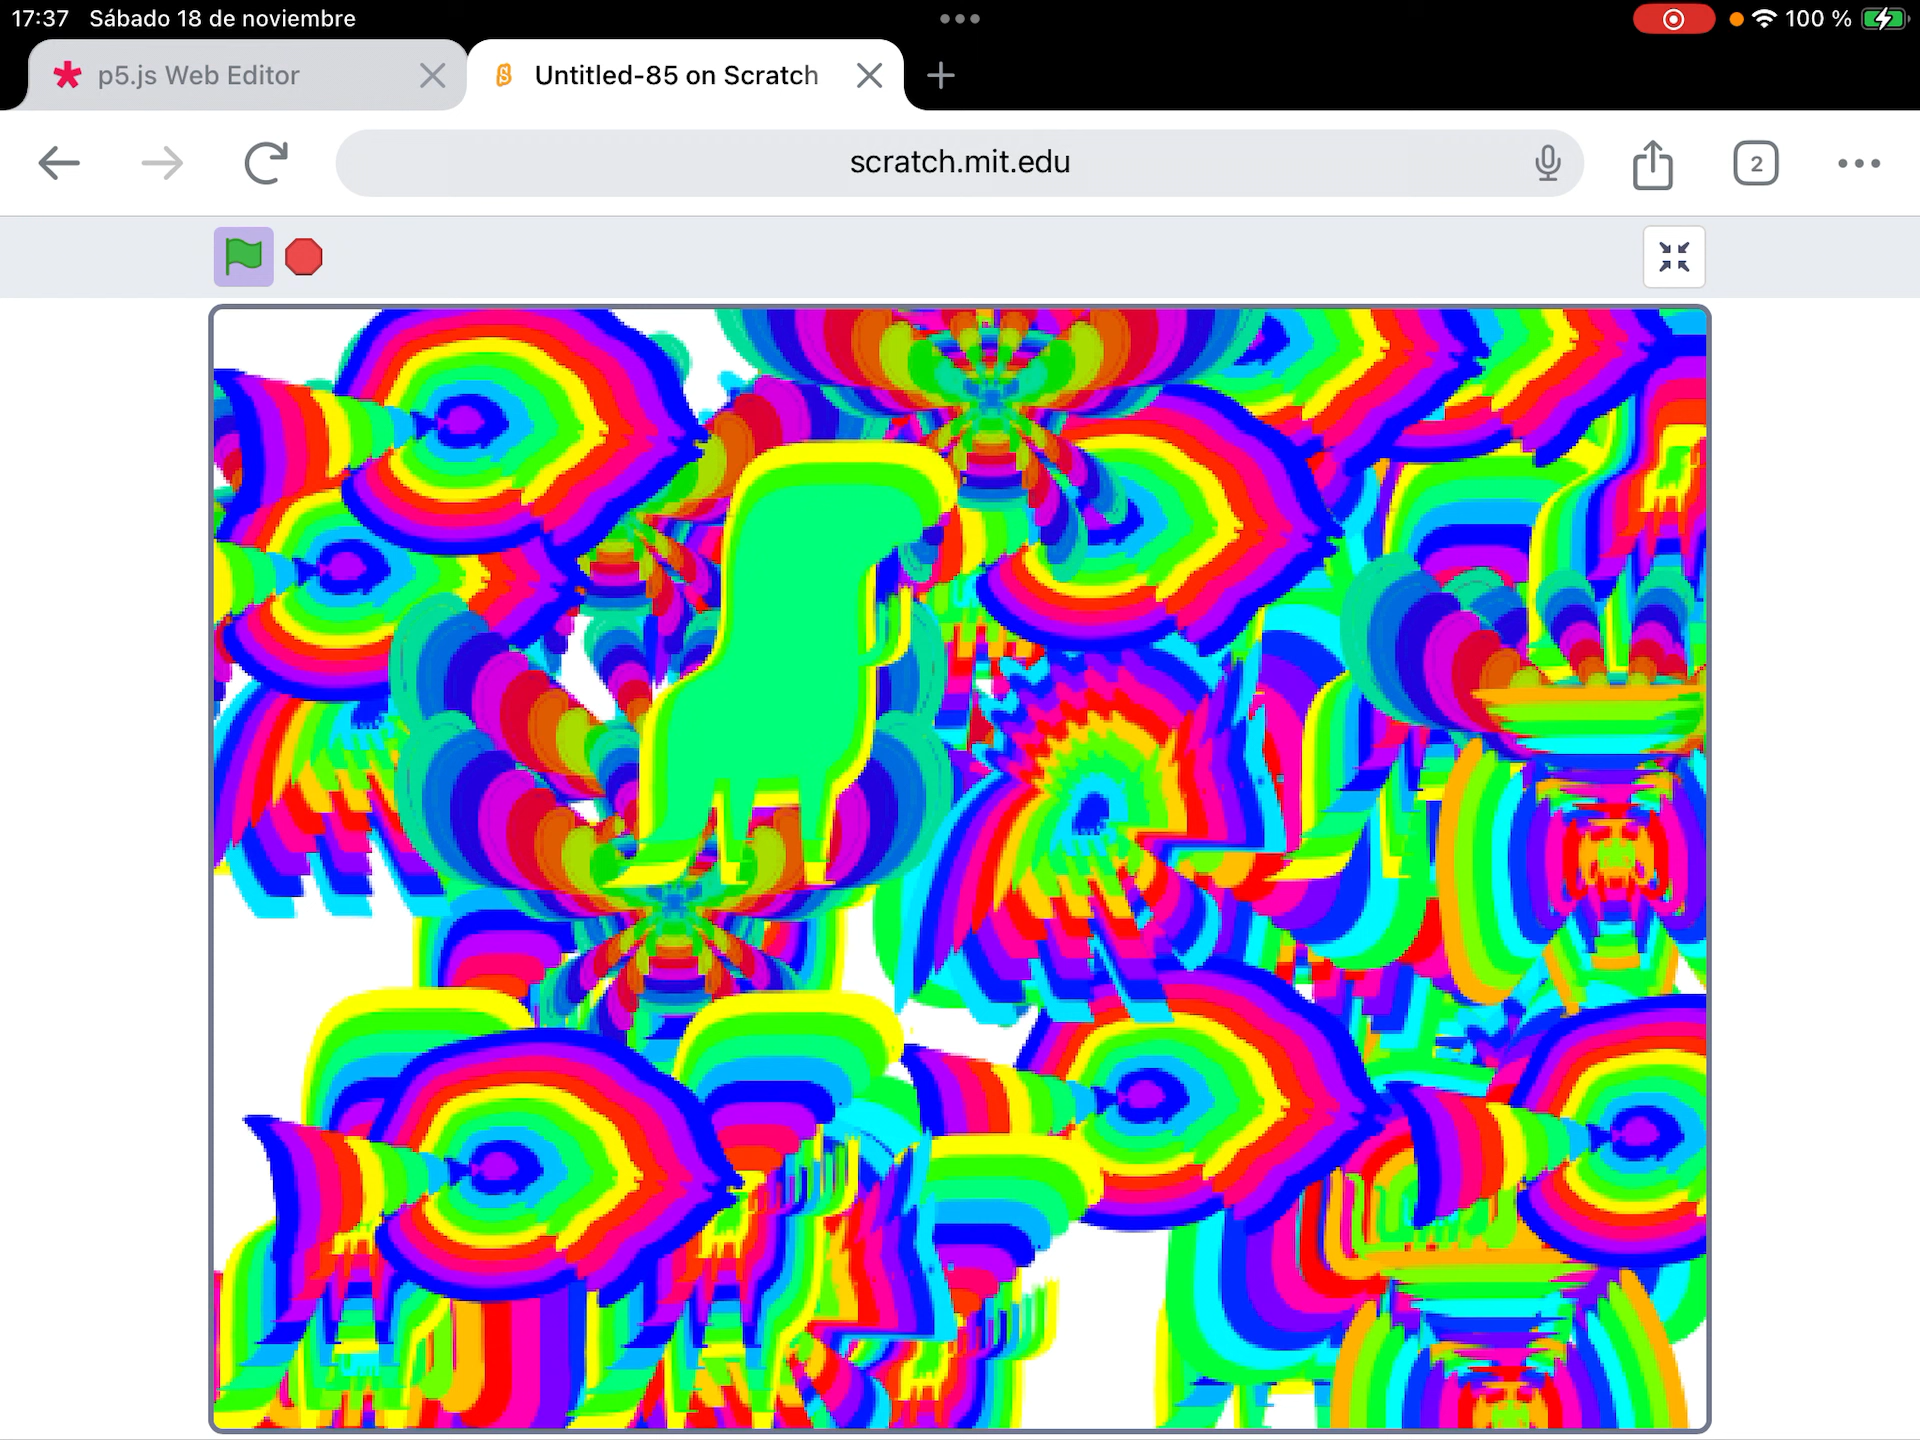 17:37 Sábado 18 de noviembre 100 %
p5.js Web Editor Untitled-85 on Scratch
scratch.mit.edu 2